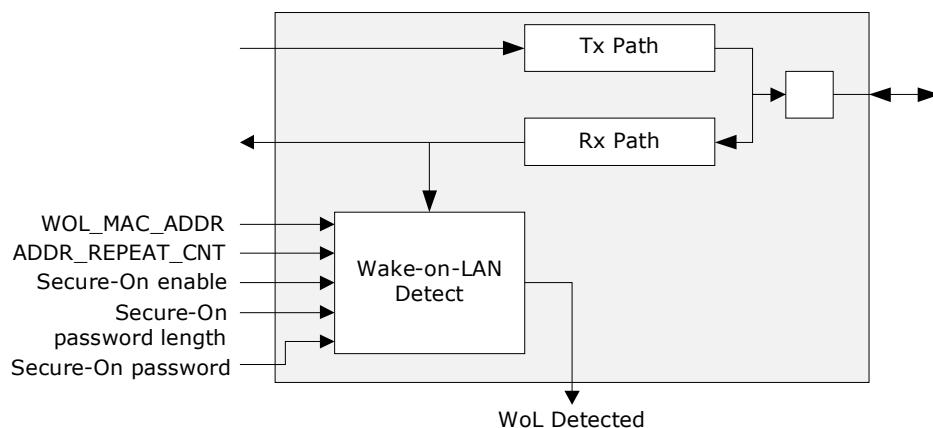 Tx Path
Rx Path
WOL_MAC_ADDR
ADDR_REPEAT_CNT
Secure-On enable
Secure-On
password length
Secure-On password
Wake-on-LAN
Detect
WoL Detected